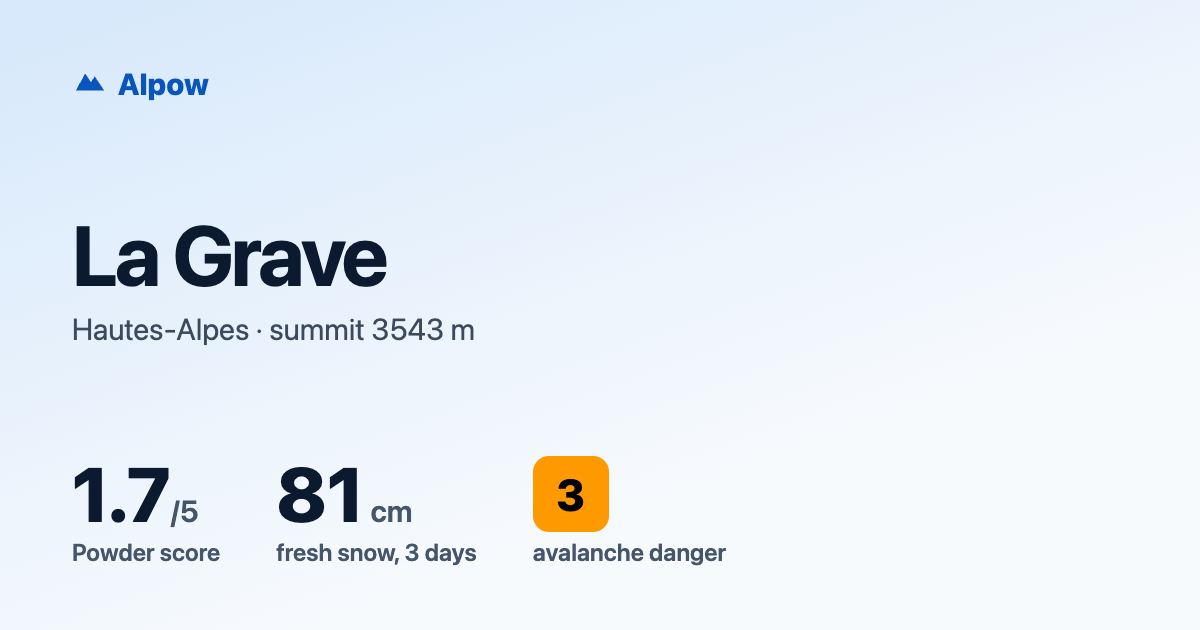 Alpow
La Grave
Hautes-Alpes · summit 3543 m
1.7/5
Powder score
81 cm
fresh snow, 3 days
3
avalanche danger